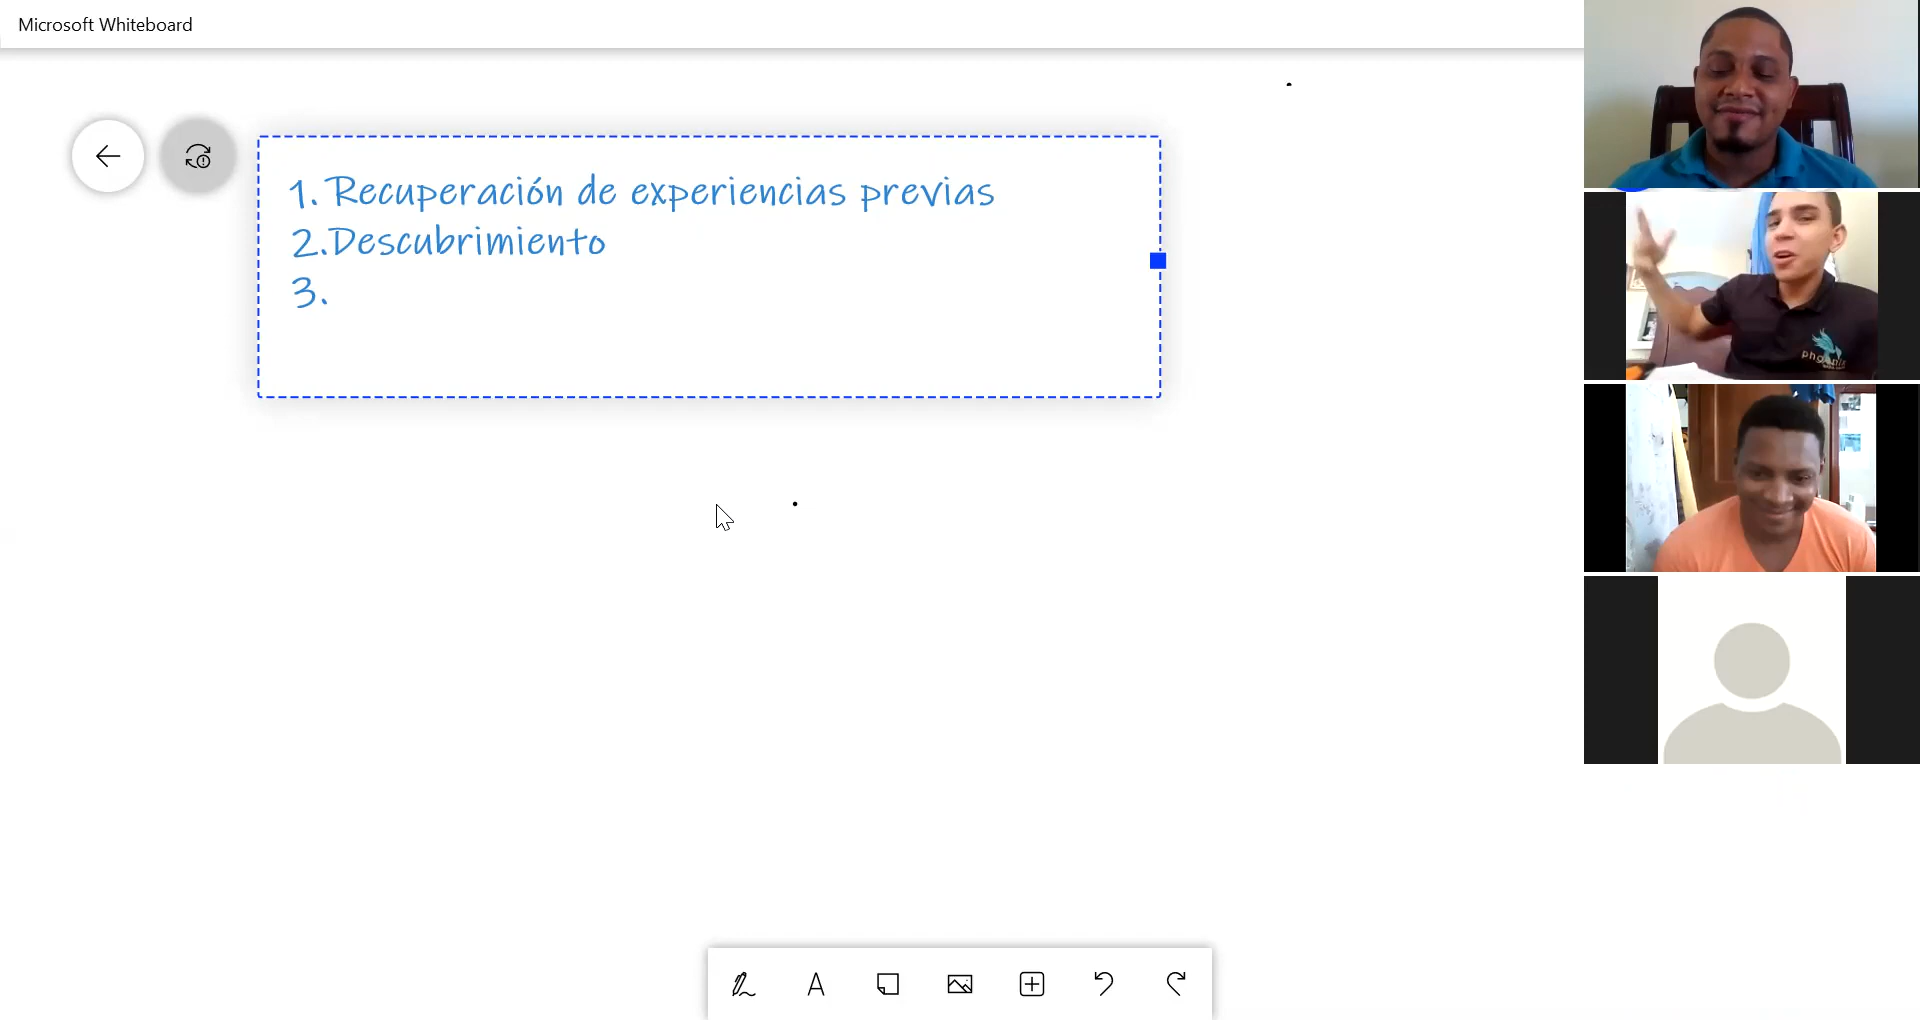 Microsoft Whiteboard
1. Recuperación de experiencias previas
2.Descubrimiento
3.